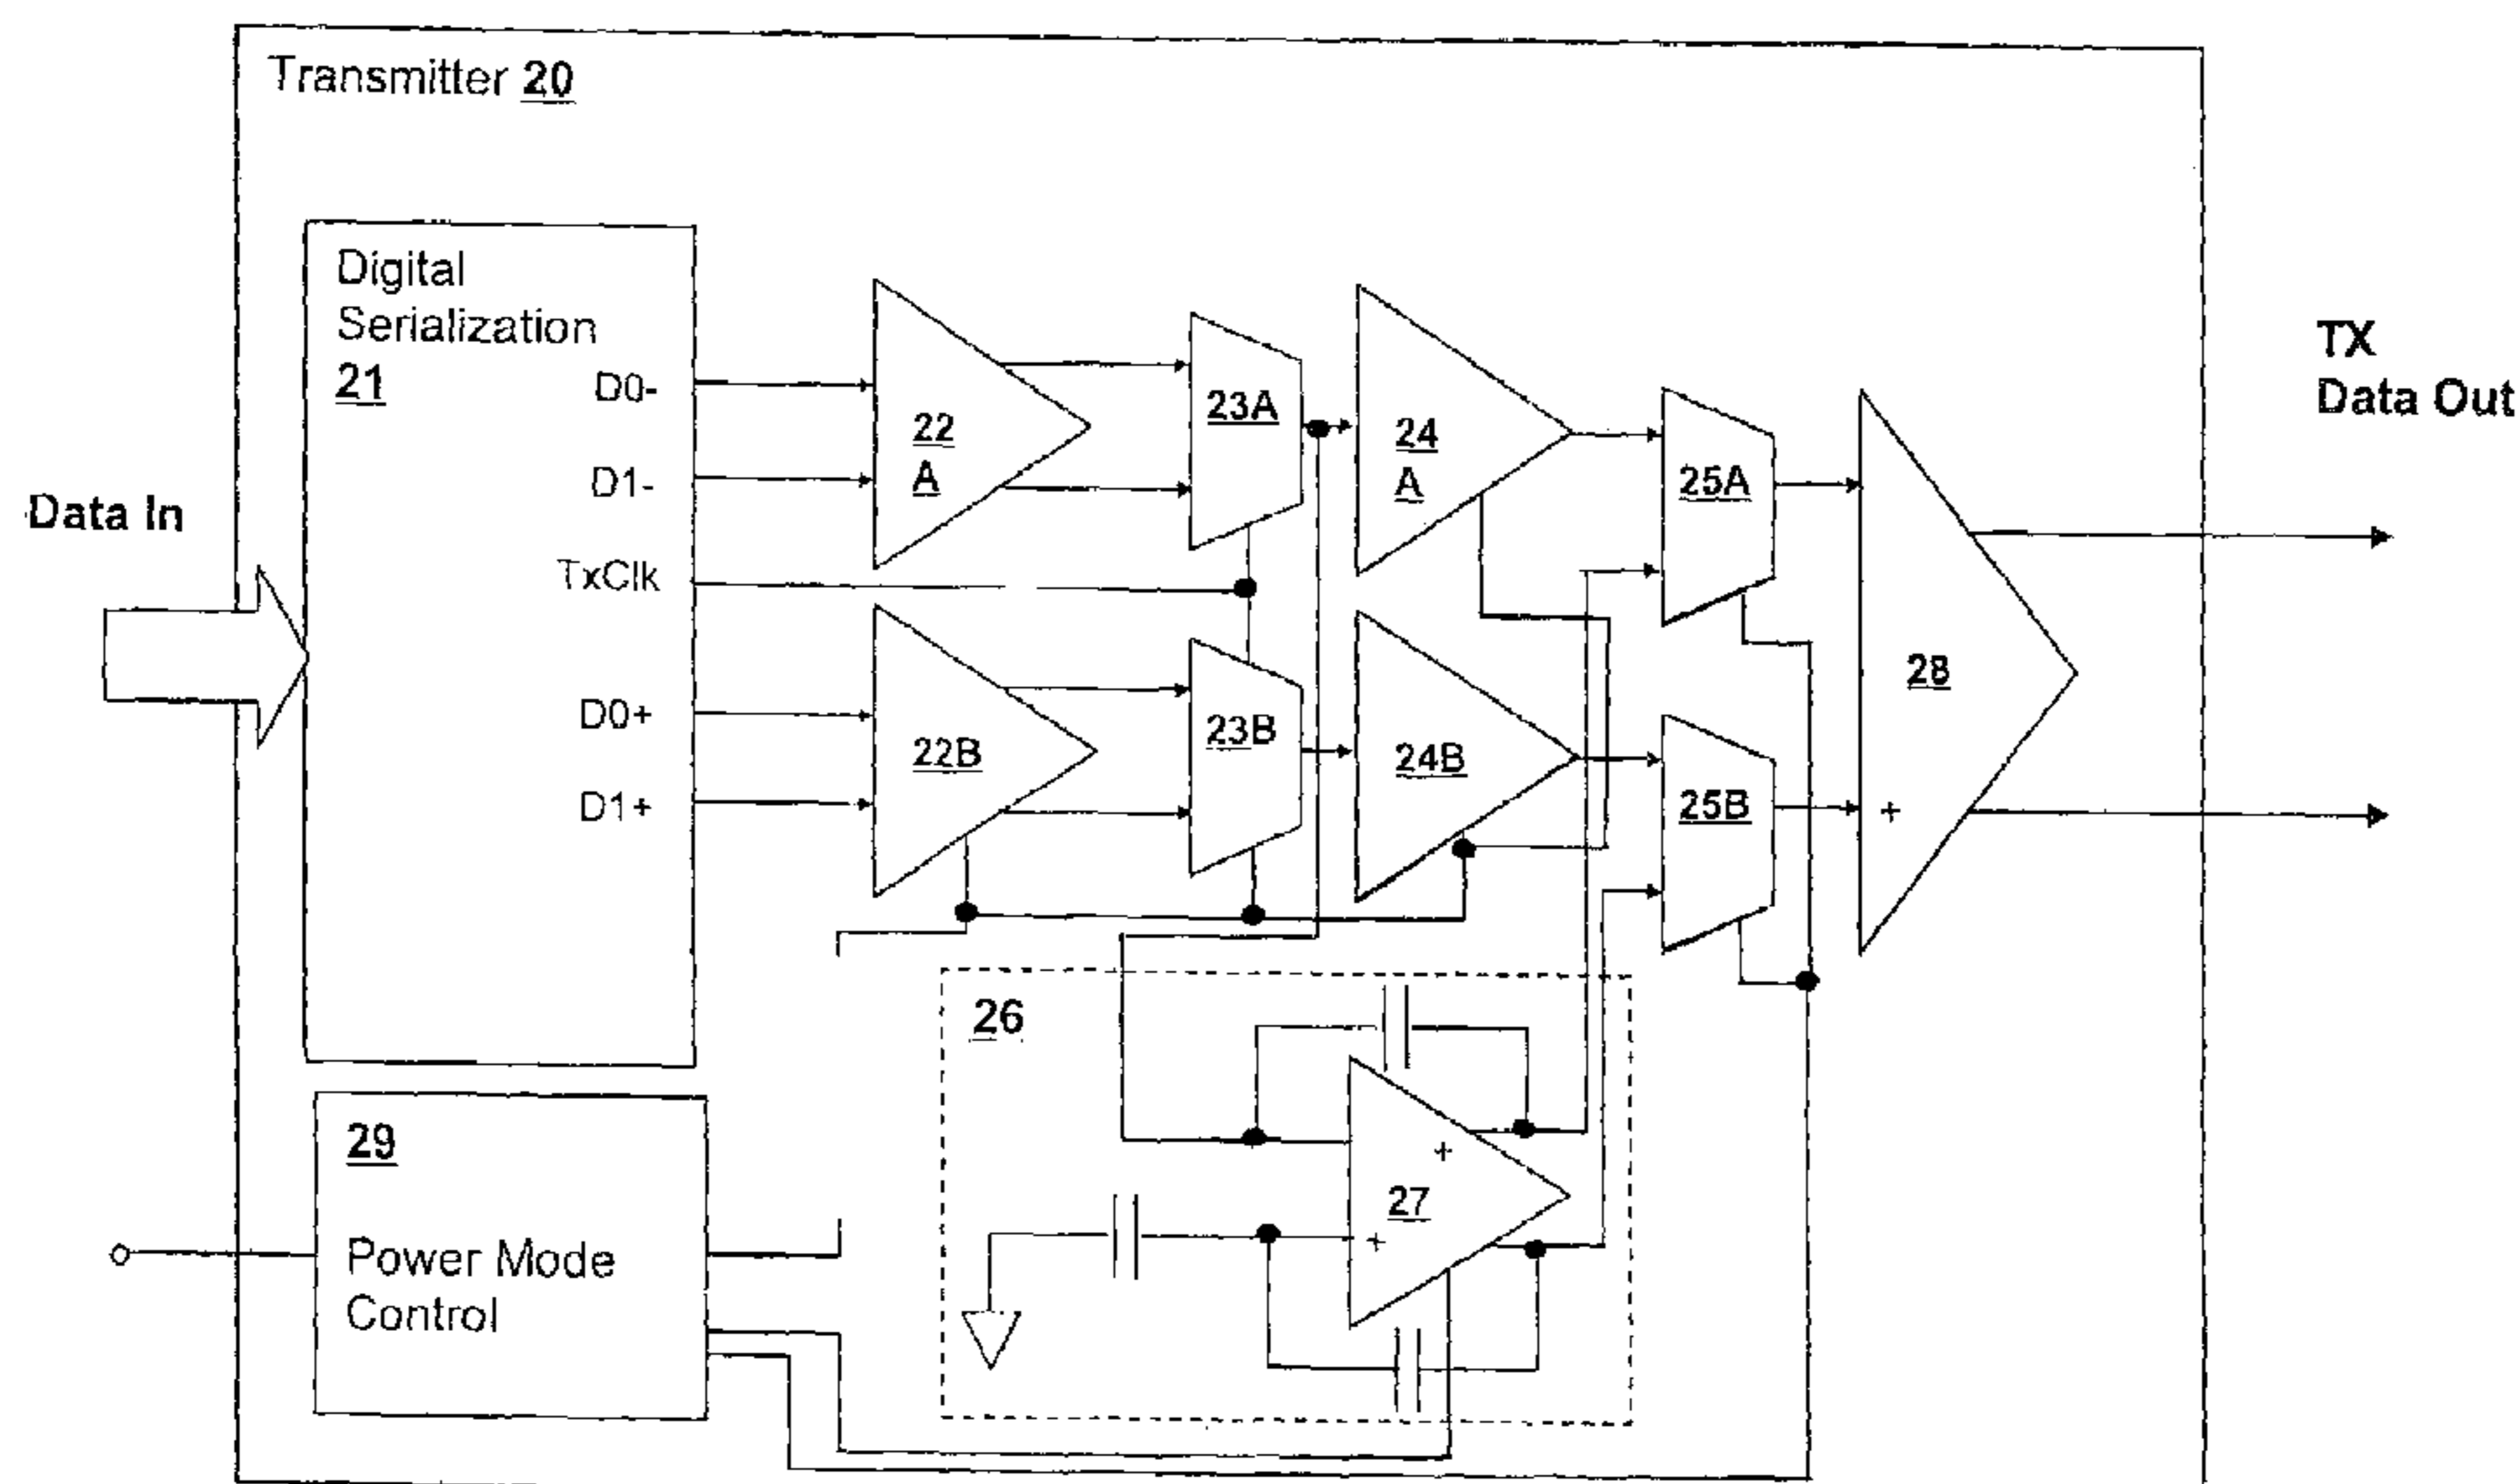 Transmitter 20
Digital
Serialization
21
D0-
D1-
TxClk
D0+
D1+
Data In
22
A
23A
24
A
25A
22B
23B
24B
25B
28
+
TX
Data Out
26
+
27
+
29
Power Mode
Control